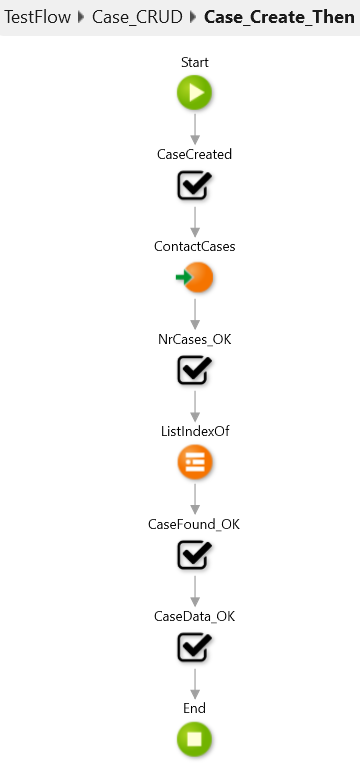 TestFlow Case_CRUD Case_Create_Then
Start
CaseCreated
ContactCases
NrCases_OK
ListIndexOf
CaseFound_OK
CaseData_OK
End